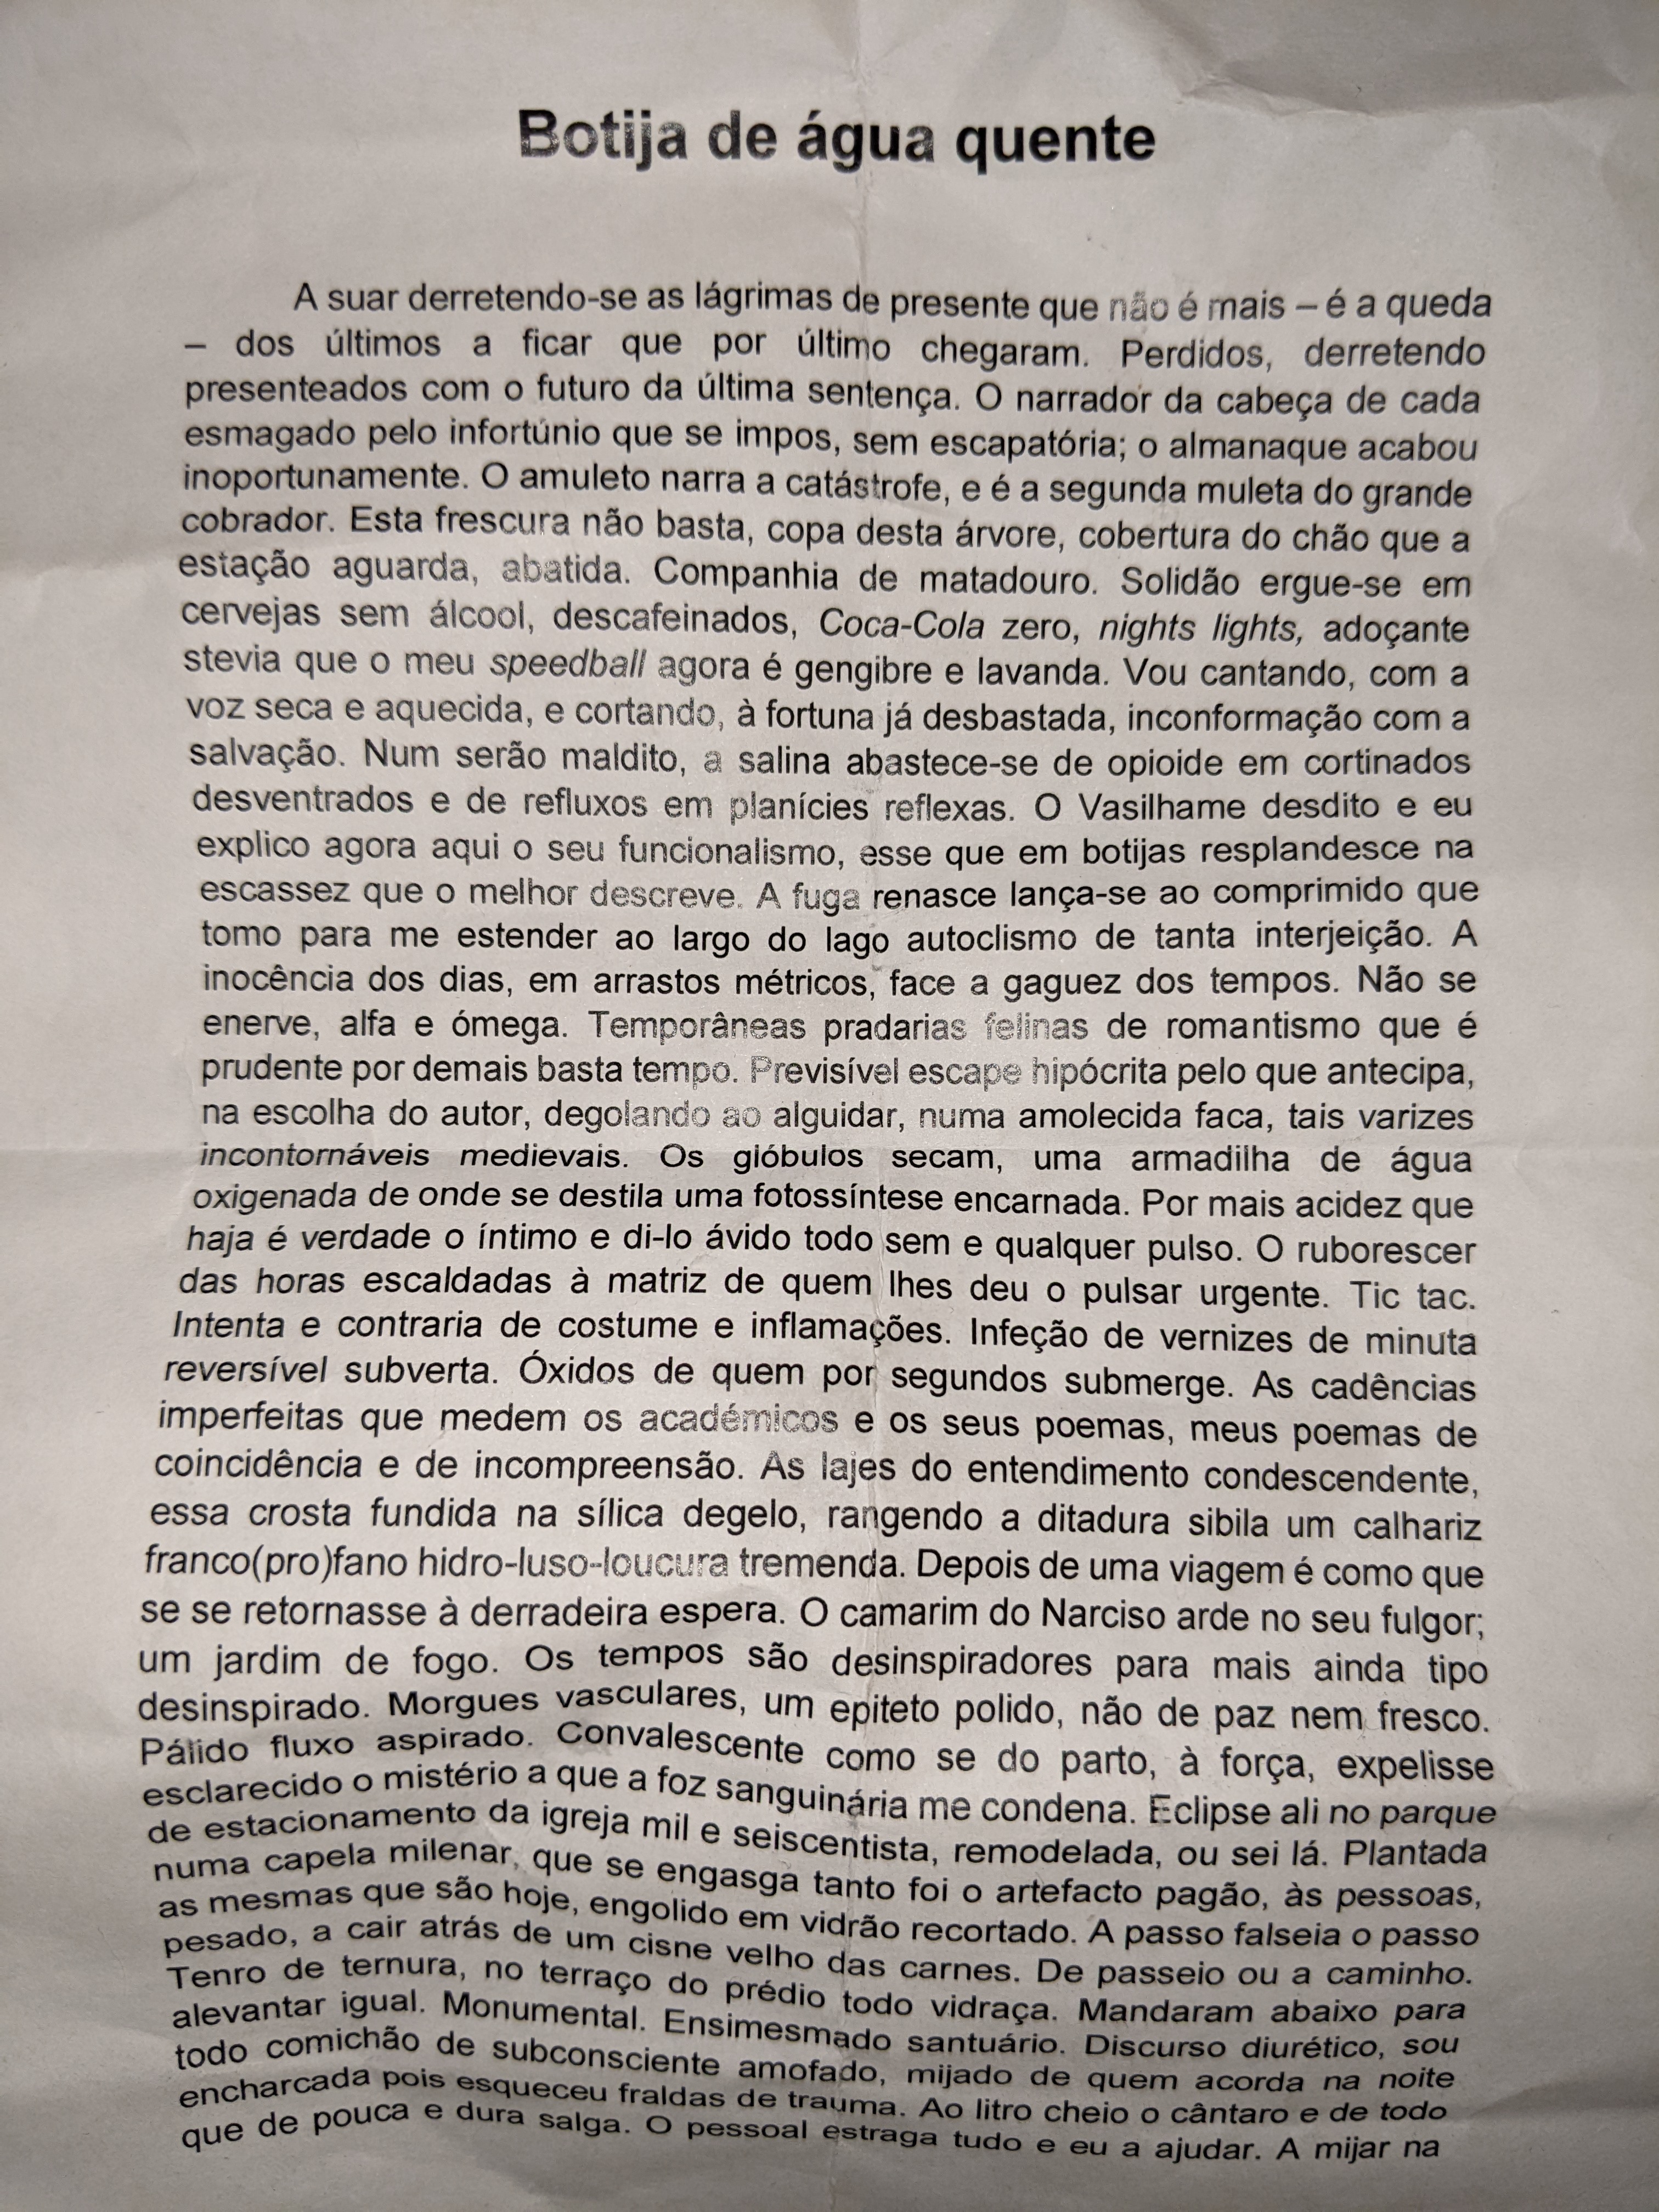 Botija de água quente
A suar derretendo-se as lágrimas de presente que não é mais – é a queda
– dos últimos a ficar que por último chegaram. Perdidos, derretendo
presenteados com o futuro da última sentença. O narrador da cabeça de cada
esmagado pelo infortúnio que se impos, sem escapatória; o almanaque acabou
inoportunamente. O amuleto narra a catástrofe, e é a segunda muleta do grande
cobrador. Esta frescura não basta, copa desta árvore, cobertura do chão que a
estação aguarda, abatida. Companhia de matadouro. Solidão ergue-se em
cervejas sem álcool, descafeinados, Coca-Cola zero, nights lights, adoçante
stevia que o meu speedball agora é gengibre e lavanda. Vou cantando, com a
voz seca e aquecida, e cortando, à fortuna já desbastada, inconformação com a
salvação. Num serão maldito, a salina abastece-se de opioide em cortinados
desventrados e de refluxos em planícies reflexas. O Vasilhame desdito e eu
explico agora aqui o seu funcionalismo, esse que em botijas resplandesce na
escassez que o melhor descreve. A fuga renasce lança-se ao comprimido que
tomo para me estender ao largo do lago autoclismo de tanta interjeição. A
inocência dos dias, em arrastos métricos, face a gaguez dos tempos. Não se
enerve, alfa e ómega. Temporâneas pradarias felinas de romantismo que é
prudente por demais basta tempo. Previsível escape hipócrita pelo que antecipa,
na escolha do autor, degolando ao alguidar, numa amolecida faca, tais varizes
incontornáveis medievais. Os glóbulos secam, uma armadilha de água
oxigenada de onde se destila uma fotossíntese encarnada. Por mais acidez que
haja é verdade o íntimo e di-lo ávido todo sem e qualquer pulso. O ruborescer
das horas escaldadas à matriz de quem lhes deu o pulsar urgente. Tic tac.
Intenta e contraria de costume e inflamações. Infeção de vernizes de minuta
reversível subverta. Óxidos de quem por segundos submerge. As cadências
imperfeitas que medem os académicos e os seus poemas, meus poemas de
coincidência e de incompreensão. As lajes do entendimento condescendente,
essa crosta fundida na sílica degelo, rangendo a ditadura sibila um calhariz
franco(pro)fano hidro-luso-loucura tremenda. Depois de uma viagem é como que
se se retornasse à derradeira espera. O camarim do Narciso arde no seu fulgor;
um jardim de fogo. Os tempos são desinspiradores para mais ainda tipo
desinspirado. Morgues vasculares, um epiteto polido, não de paz nem fresco.
Pálido fluxo aspirado. Convalescente como se do parto, à força, expelisse
esclarecido o mistério a que a foz sanguinária me condena. Eclipse ali no parque
de estacionamento da igreja mil e seiscentista, remodelada, ou sei lá. Plantada
numa capela milenar, que se engasga tanto foi o artefacto pagão, às pessoas,
as mesmas que são hoje, engolido em vidrão recortado. A passo falseia o passo
pesado, a cair atrás de um cisne velho das carnes. De passeio ou a caminho.
Tenro de ternura, no terraço do prédio todo vidraça. Mandaram abaixo para
alevantar igual. Monumental. Ensimesmado santuário. Discurso diurético, sou
todo comichão de subconsciente amofado, mijado de quem acorda na noite
encharcada pois esqueceu fraldas de trauma. Ao litro cheio o cântaro e de todo
que de pouca e dura salga. O pessoal estraga tudo e eu a ajudar. A mijar na